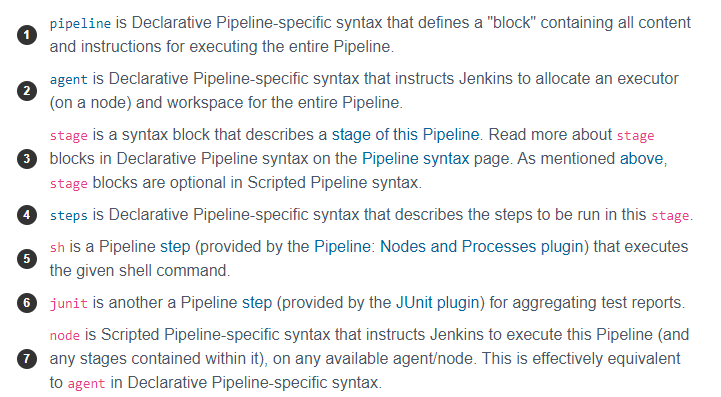 1 pipeline is Declarative Pipeline-specific syntax that defines a "block" containing all content
and instructions for executing the entire Pipeline.
2 agent is Declarative Pipeline-specific syntax that instructs Jenkins to allocate an executor
(on a node) and workspace for the entire Pipeline.
stage is a syntax block that describes a stage of this Pipeline. Read more about stage
3 blocks in Declarative Pipeline syntax on the Pipeline syntax page. As mentioned above,
stage blocks are optional in Scripted Pipeline syntax.
4 steps is Declarative Pipeline-specific syntax that describes the steps to be run in this stage.
5 sh is a Pipeline step (provided by the Pipeline: Nodes and Processes plugin) that executes
the given shell command.
6 junit is another a Pipeline step (provided by the JUnit plugin) for aggregating test reports.
node is Scripted Pipeline-specific syntax that instructs Jenkins to execute this Pipeline (and
7 any stages contained within it), on any available agent/node. This is effectively equivalent
to agent in Declarative Pipeline-specific syntax.